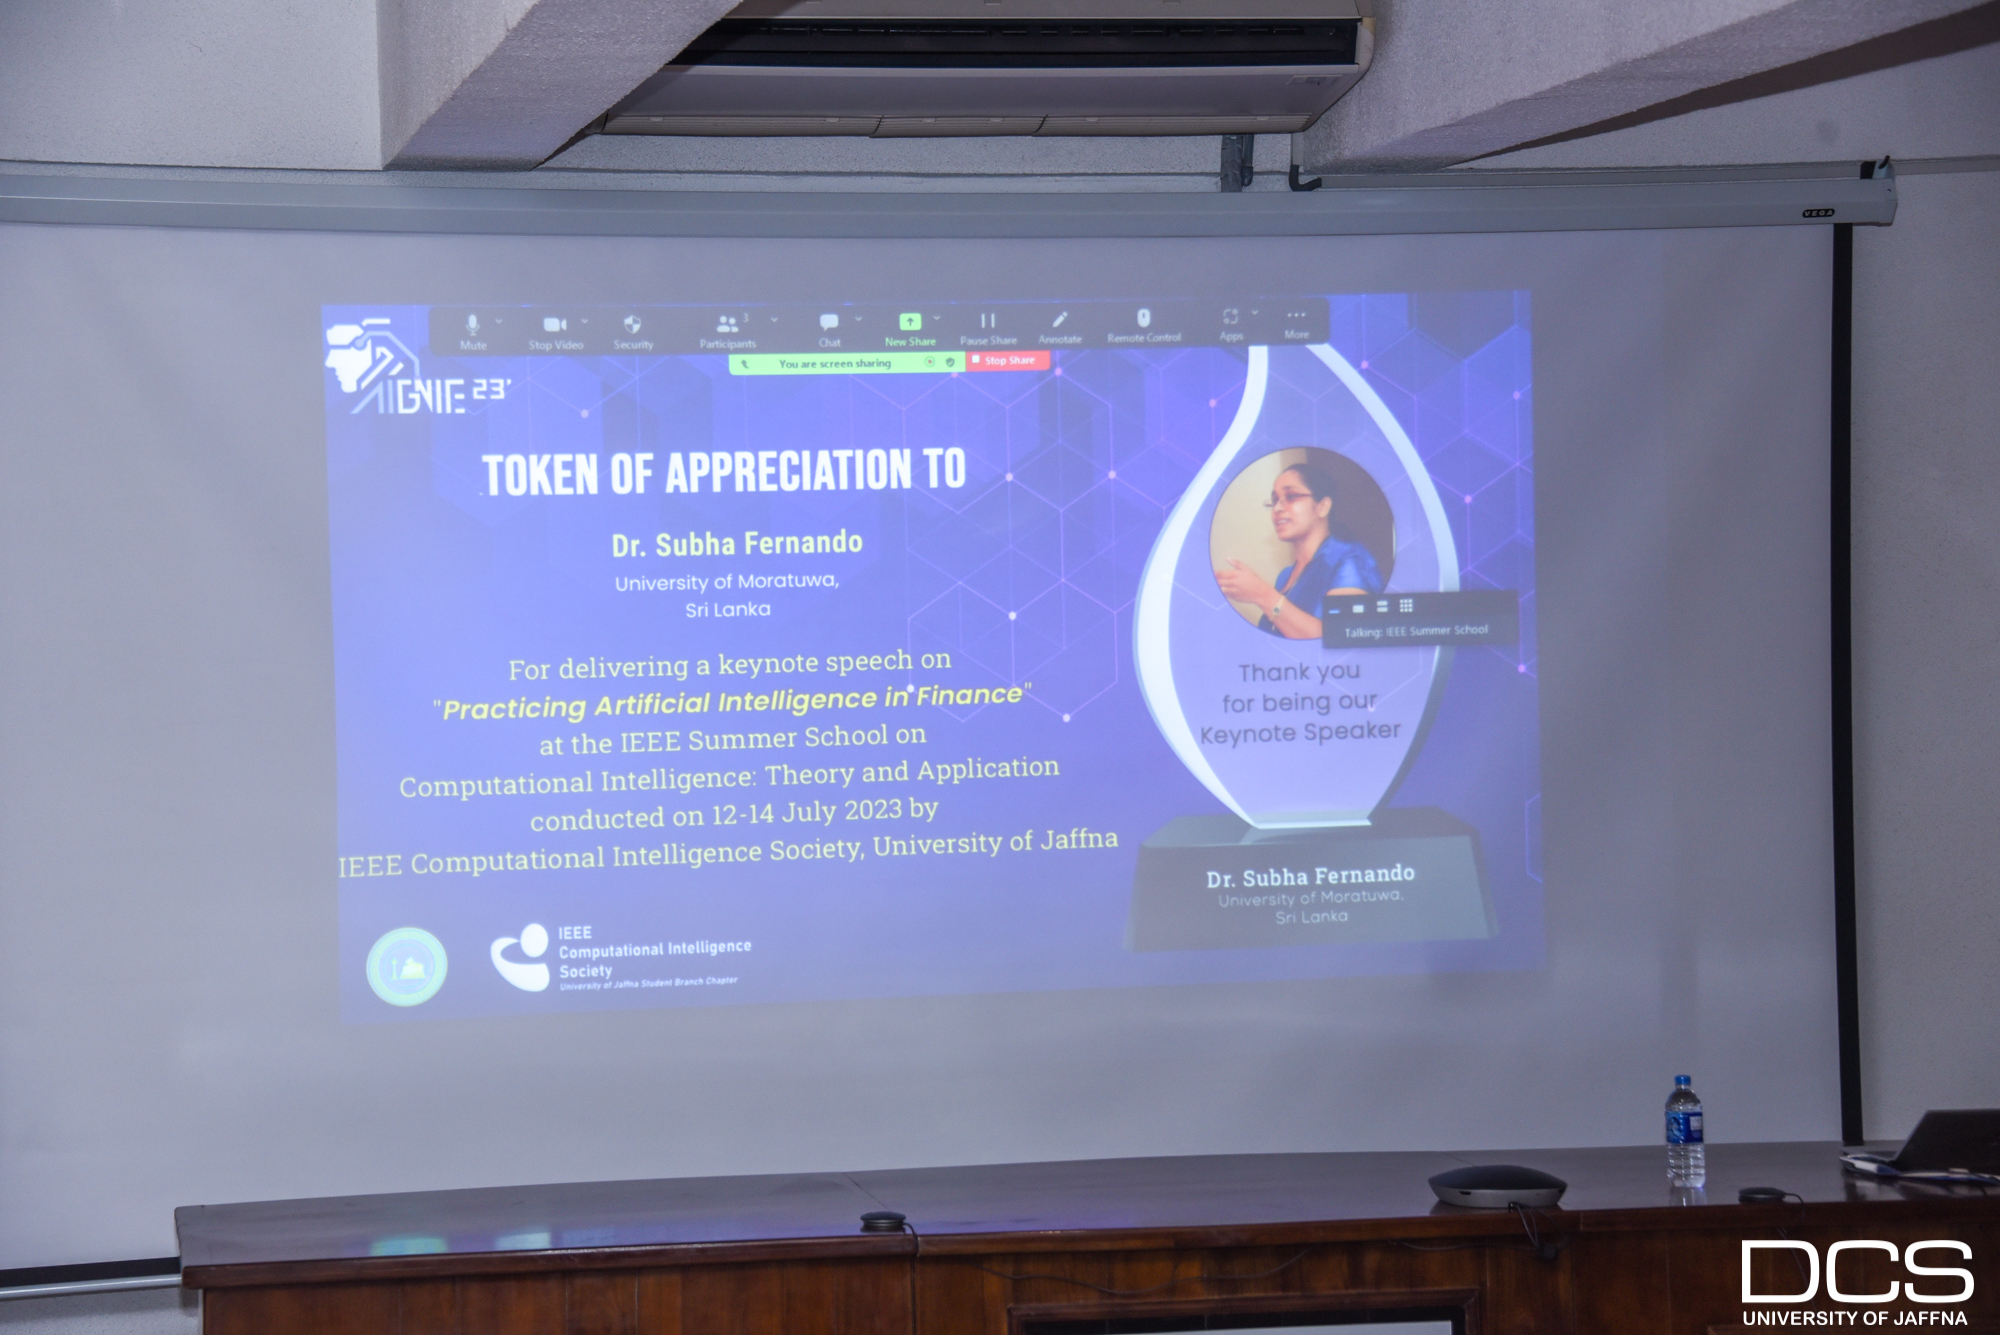 VEGA
Mute
Stop Video
Security
Participants
3
Chat
New Share
Pause Share
Annotate
Remote Control
Apps
More
You are screen sharing
Stop Share
AIGNIE 23'
TOKEN OF APPRECIATION TO
Dr. Subha Fernando
University of Moratuwa,
Sri Lanka
For delivering a keynote speech on
"Practicing Artificial Intelligence in Finance"
at the IEEE Summer School on
Computational Intelligence: Theory and Application
conducted on 12-14 July 2023 by
IEEE Computational Intelligence Society, University of Jaffna
IEEE
Computational Intelligence
Society
University of Jaffna Student Branch Chapter
Talking: IEEE Summer School
Thank you
for being our
Keynote Speaker
Dr. Subha Fernando
University of Moratuwa,
Sri Lanka
DCS
UNIVERSITY OF JAFFNA